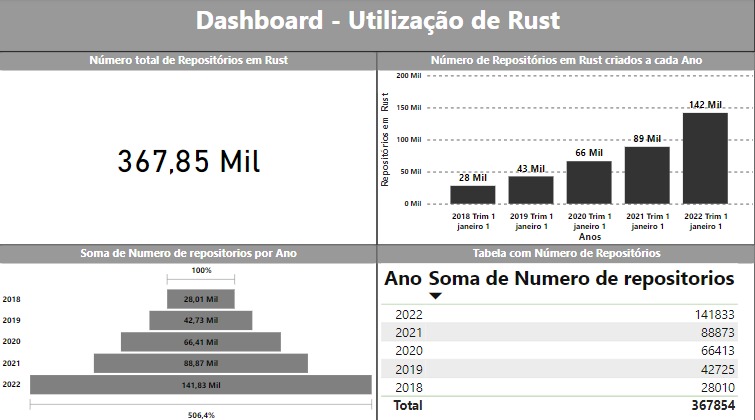 Dashboard - Utilização de Rust
Número total de Repositórios em Rust
367,85 Mil
Número de Repositórios em Rust criados a cada Ano
Repositórios em Rust
200 Mil
150 Mil
100 Mil
50 Mil
0 Mil
28 Mil
43 Mil
66 Mil
89 Mil
142 Mil
2018 Trim 1
janeiro 1
2019 Trim 1
janeiro 1
2020 Trim 1
janeiro 1
2021 Trim 1
janeiro 1
2022 Trim 1
janeiro 1
Anos
Soma de Numero de repositorios por Ano
100%
2018 28,01 Mil
2019 42,73 Mil
2020 66,41 Mil
2021 88,87 Mil
2022 141,83 Mil
506,4%
Tabela com Número de Repositórios
Ano Soma de Numero de repositorios
2022 141833
2021 88873
2020 66413
2019 42725
2018 28010
Total 367854